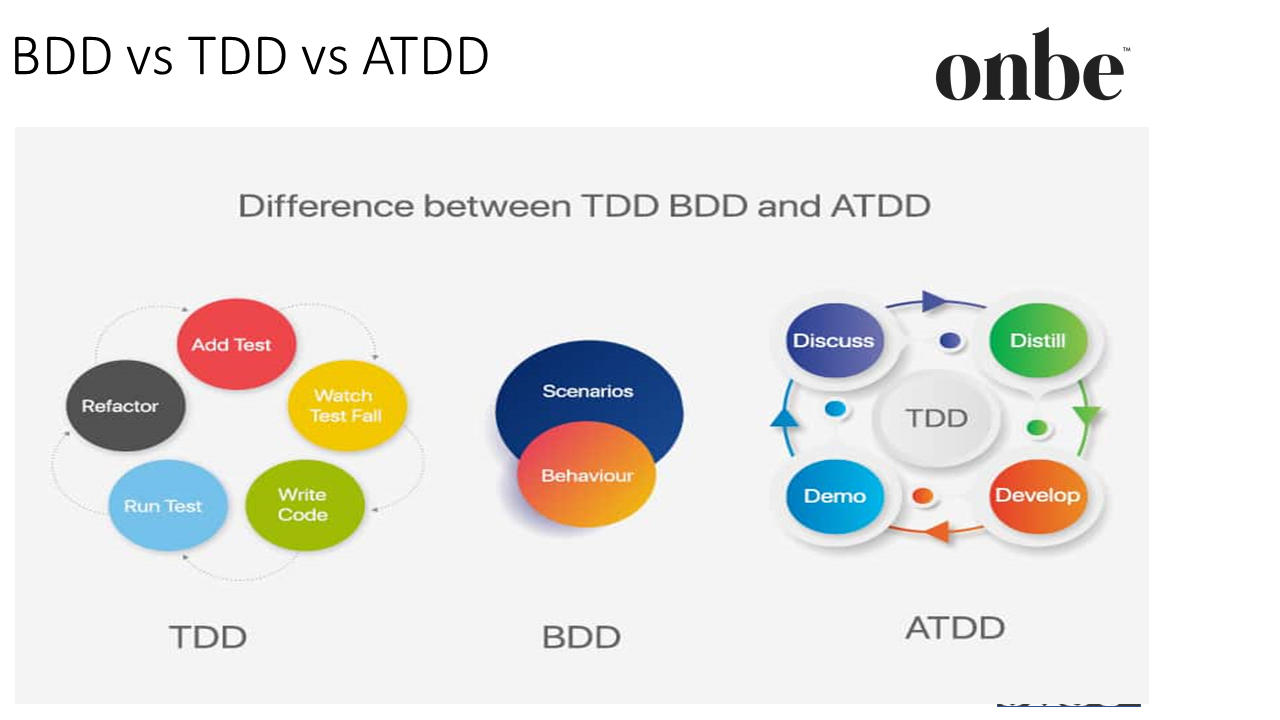 BDD vs TDD vs ATDD
onbe™
Difference between TDD BDD and ATDD
Add Test
Watch
Test Fall
Write
Code
Run Test
Refactor
TDD
Scenarios
Behaviour
BDD
Discuss
Distill
TDD
Demo
Develop
ATDD